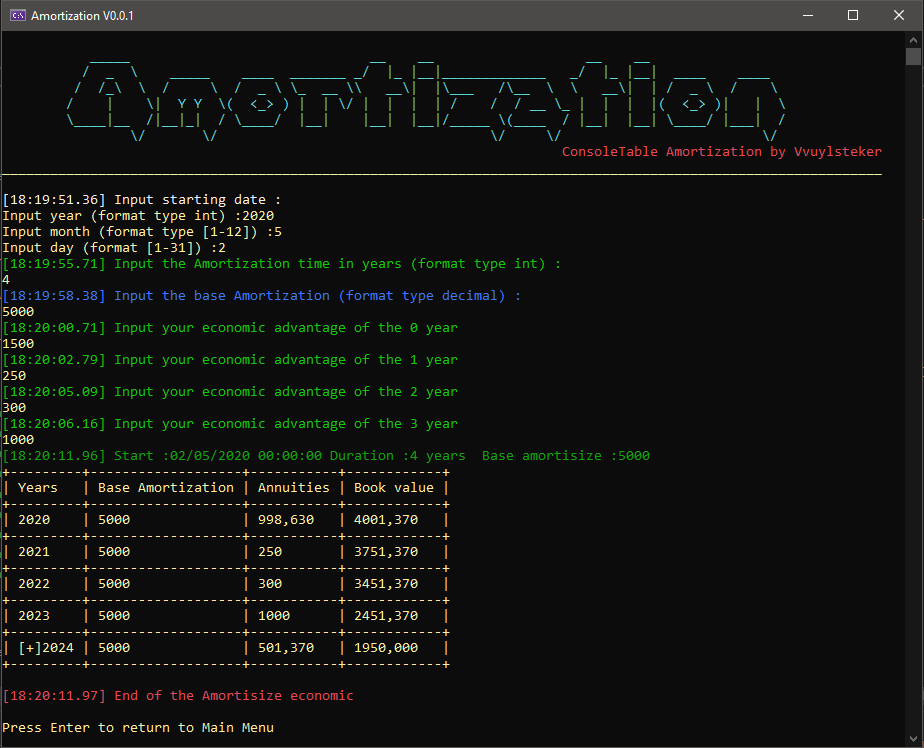 Amortization V0.0.1
Amortization
ConsoleTable Amortization by Vvuylsteker
[18:19:51.36] Input starting date :
Input year (format type int) :2020
Input month (format type [1-12]) :5
Input day (format [1-31]) :2
[18:19:55.71] Input the Amortization time in years (format type int) :
4
[18:19:58.38] Input the base Amortization (format type decimal) :
5000
[18:20:00.71] Input your economic advantage of the 0 year
1500
[18:20:02.79] Input your economic advantage of the 1 year
250
[18:20:05.09] Input your economic advantage of the 2 year
300
[18:20:06.16] Input your economic advantage of the 3 year
1000
[18:20:11.96] Start :02/05/2020 00:00:00 Duration :4 years  Base amortisize :5000
| Years   | Base Amortization | Annuities | Book value |
| 2020    | 5000              | 998,630   | 4001,370   |
| 2021    | 5000              | 250       | 3751,370   |
| 2022    | 5000              | 300       | 3451,370   |
| 2023    | 5000              | 1000      | 2451,370   |
| [+]2024 | 5000              | 501,370   | 1950,000   |
[18:20:11.97] End of the Amortisize economic
Press Enter to return to Main Menu